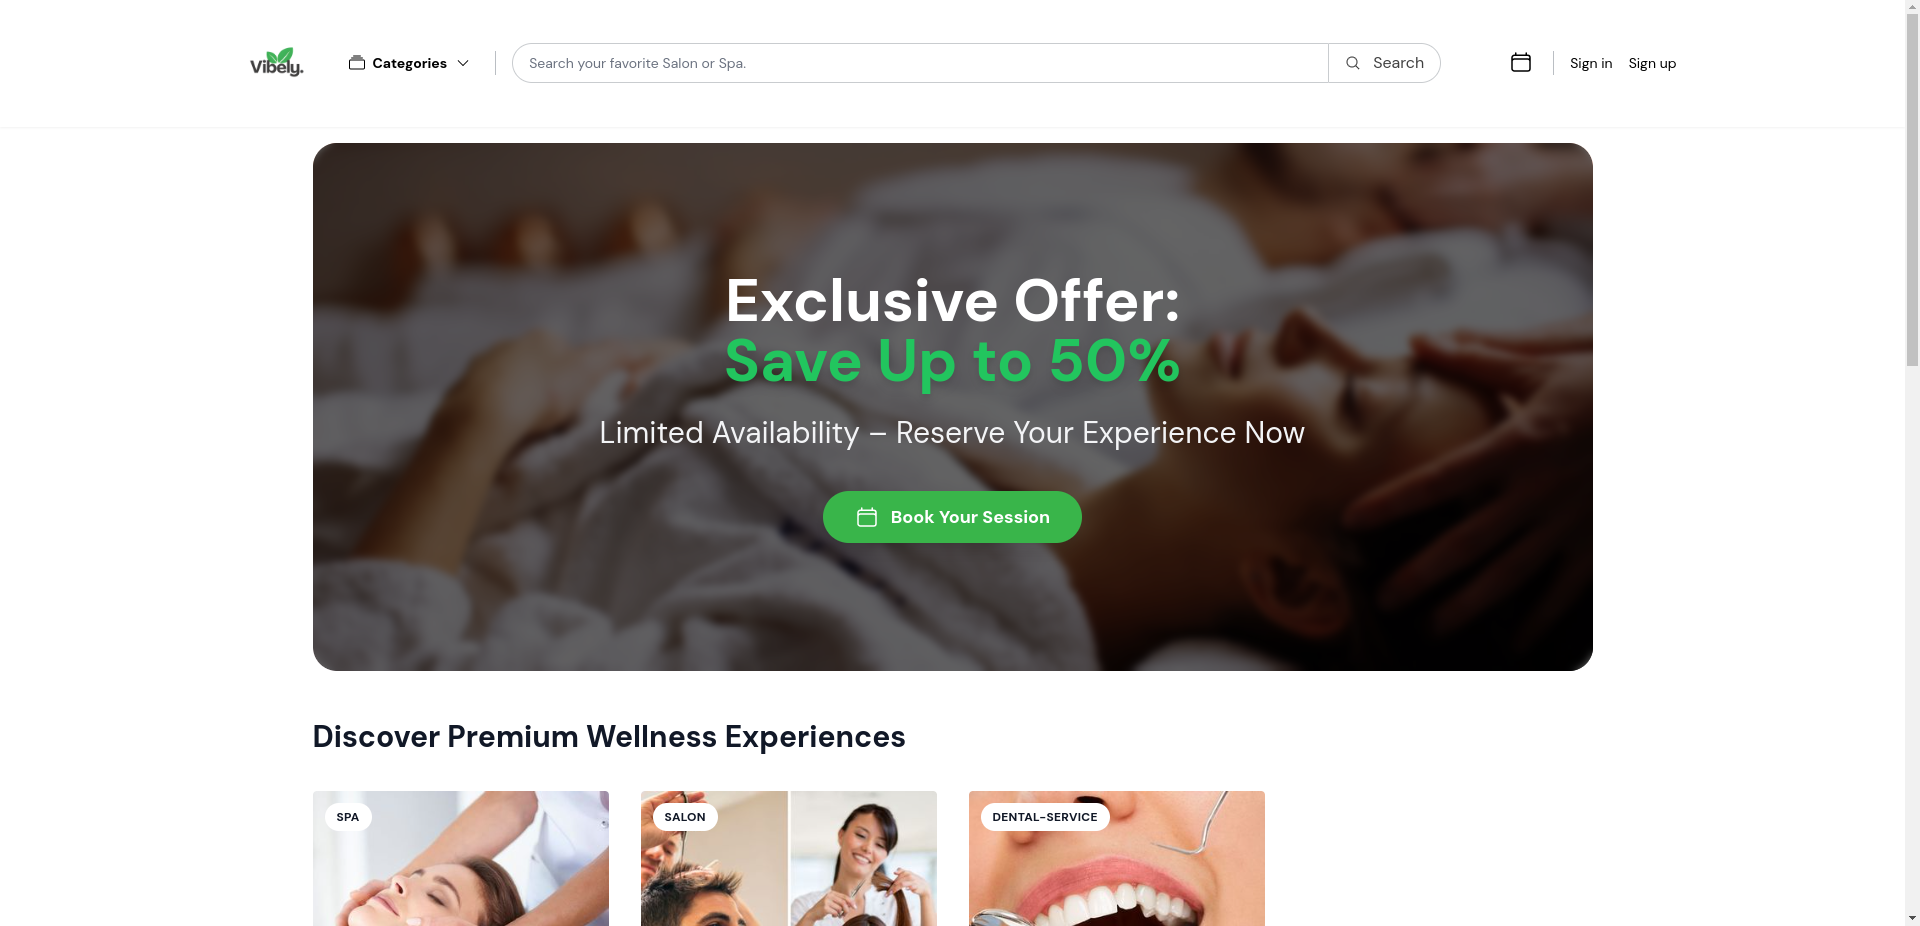 Vibely.
Categories
Search your favorite Salon or Spa.
Search
Sign in
Sign up
Exclusive Offer:
Save Up to 50%
Limited Availability – Reserve Your Experience Now
Book Your Session
Discover Premium Wellness Experiences
SPA
SALON
DENTAL-SERVICE